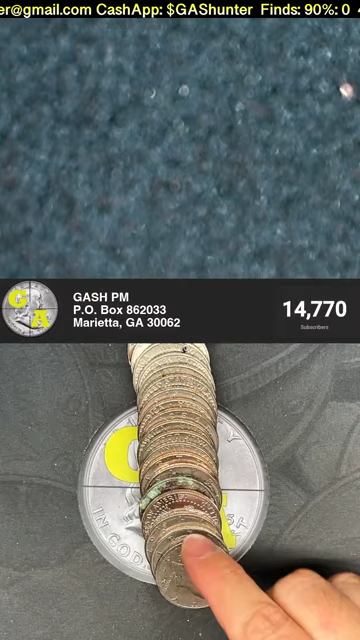 er@gmail.com CashApp: $GAShunter Finds: 90%: 0
GA
GASH PM
P.O. Box 862033
Marietta, GA 30062
14,770
Subscribers
IN GOD